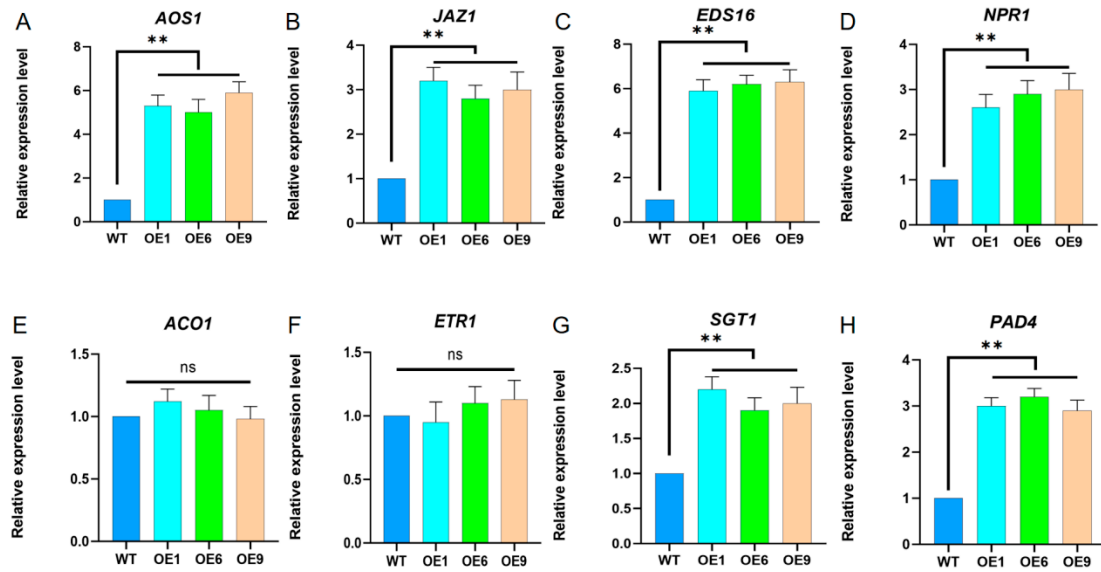 A
AOS1
Relative expression level
8
6
4
2
0
**
WT OE1 OE6 OE9
B
JAZ1
Relative expression level
4
3
2
1
0
**
WT OE1 OE6 OE9
C
EDS16
Relative expression level
8
6
4
2
0
**
WT OE1 OE6 OE9
D
NPR1
Relative expression level
4
3
2
1
0
**
WT OE1 OE6 OE9
E
ACO1
Relative expression level
1.5
1.0
0.5
0.0
ns
WT OE1 OE6 OE9
F
ETR1
Relative expression level
1.5
1.0
0.5
0.0
ns
WT OE1 OE6 OE9
G
SGT1
Relative expression level
2.5
2.0
1.5
1.0
0.5
0.0
**
WT OE1 OE6 OE9
H
PAD4
Relative expression level
4
3
2
1
0
**
WT OE1 OE6 OE9